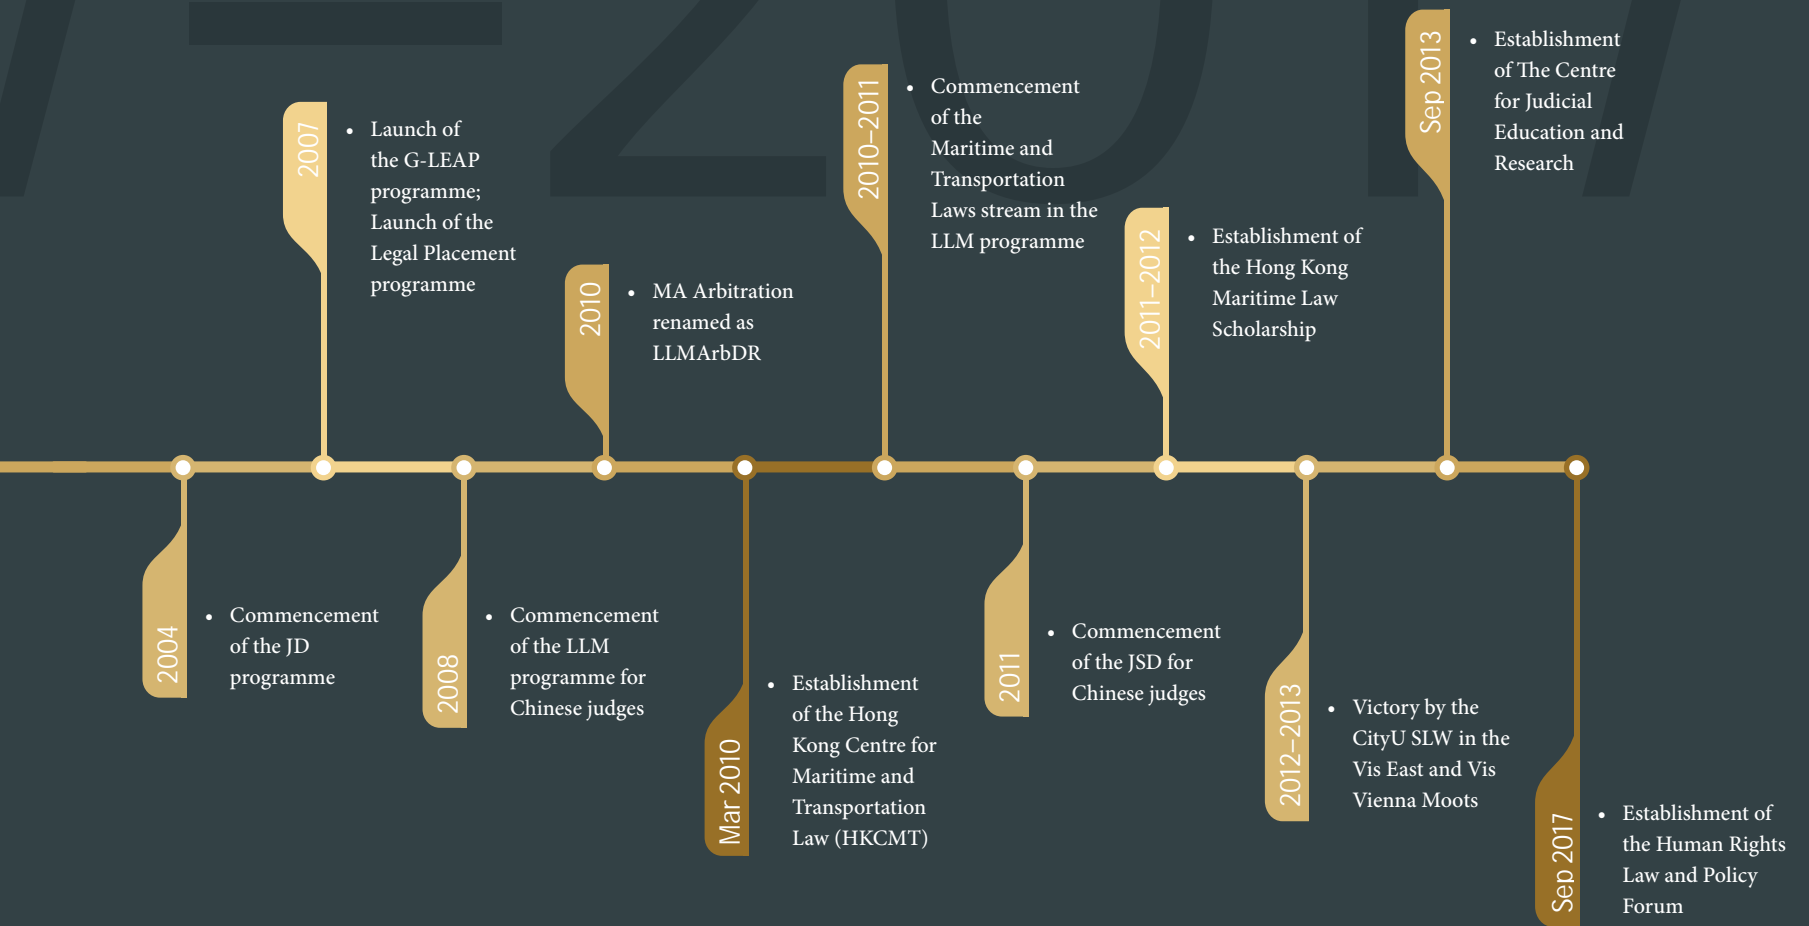 2004
• Commencement
of the JD
programme
2007
• Launch of
the G-LEAP
programme;
Launch of the
Legal Placement
programme
2008
• Commencement
of the LLM
programme for
Chinese judges
2010
• MA Arbitration
renamed as
LLMArbDR
Mar 2010
• Establishment
of the Hong
Kong Centre for
Maritime and
Transportation
Law (HKCMT)
2010–2011
• Commencement
of the
Maritime and
Transportation
Laws stream in the
LLM programme
2011
• Commencement
of the JSD for
Chinese judges
2011–2012
• Establishment of
the Hong Kong
Maritime Law
Scholarship
2012–2013
• Victory by the
CityU SLW in the
Vis East and Vis
Vienna Moots
Sep 2013
• Establishment
of The Centre
for Judicial
Education and
Research
Sep 2017
• Establishment of
the Human Rights
Law and Policy
Forum